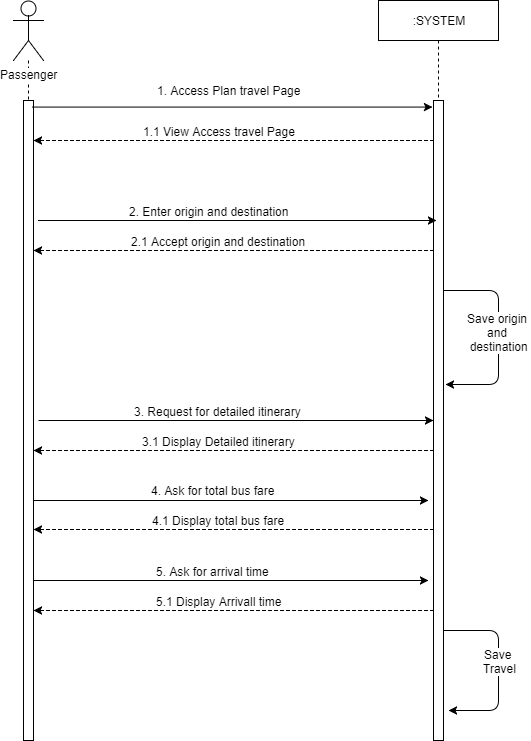 :SYSTEM
Passenger
1. Access Plan travel Page
1.1 View Access travel Page
2. Enter origin and destination
2.1 Accept origin and destination
Save origin
and
destination
3. Request for detailed itinerary
3.1 Display Detailed itinerary
4. Ask for total bus fare
4.1 Display total bus fare
5. Ask for arrival time
5.1 Display Arrivall time
Save
Travel